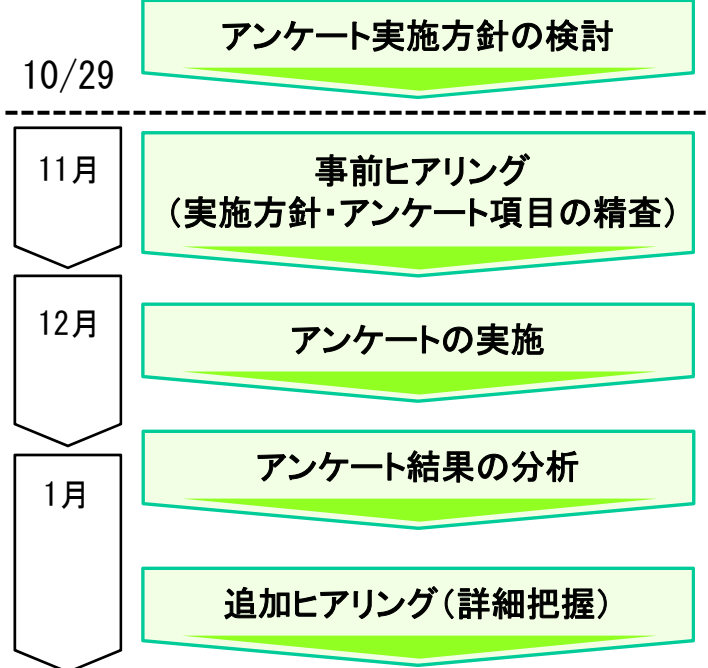 アンケート実施方針の検討
10/29
11月
事前ヒアリング
(実施方針・アンケート項目の精査)
12月
アンケートの実施
アンケート結果の分析
1月
追加ヒアリング(詳細把握)